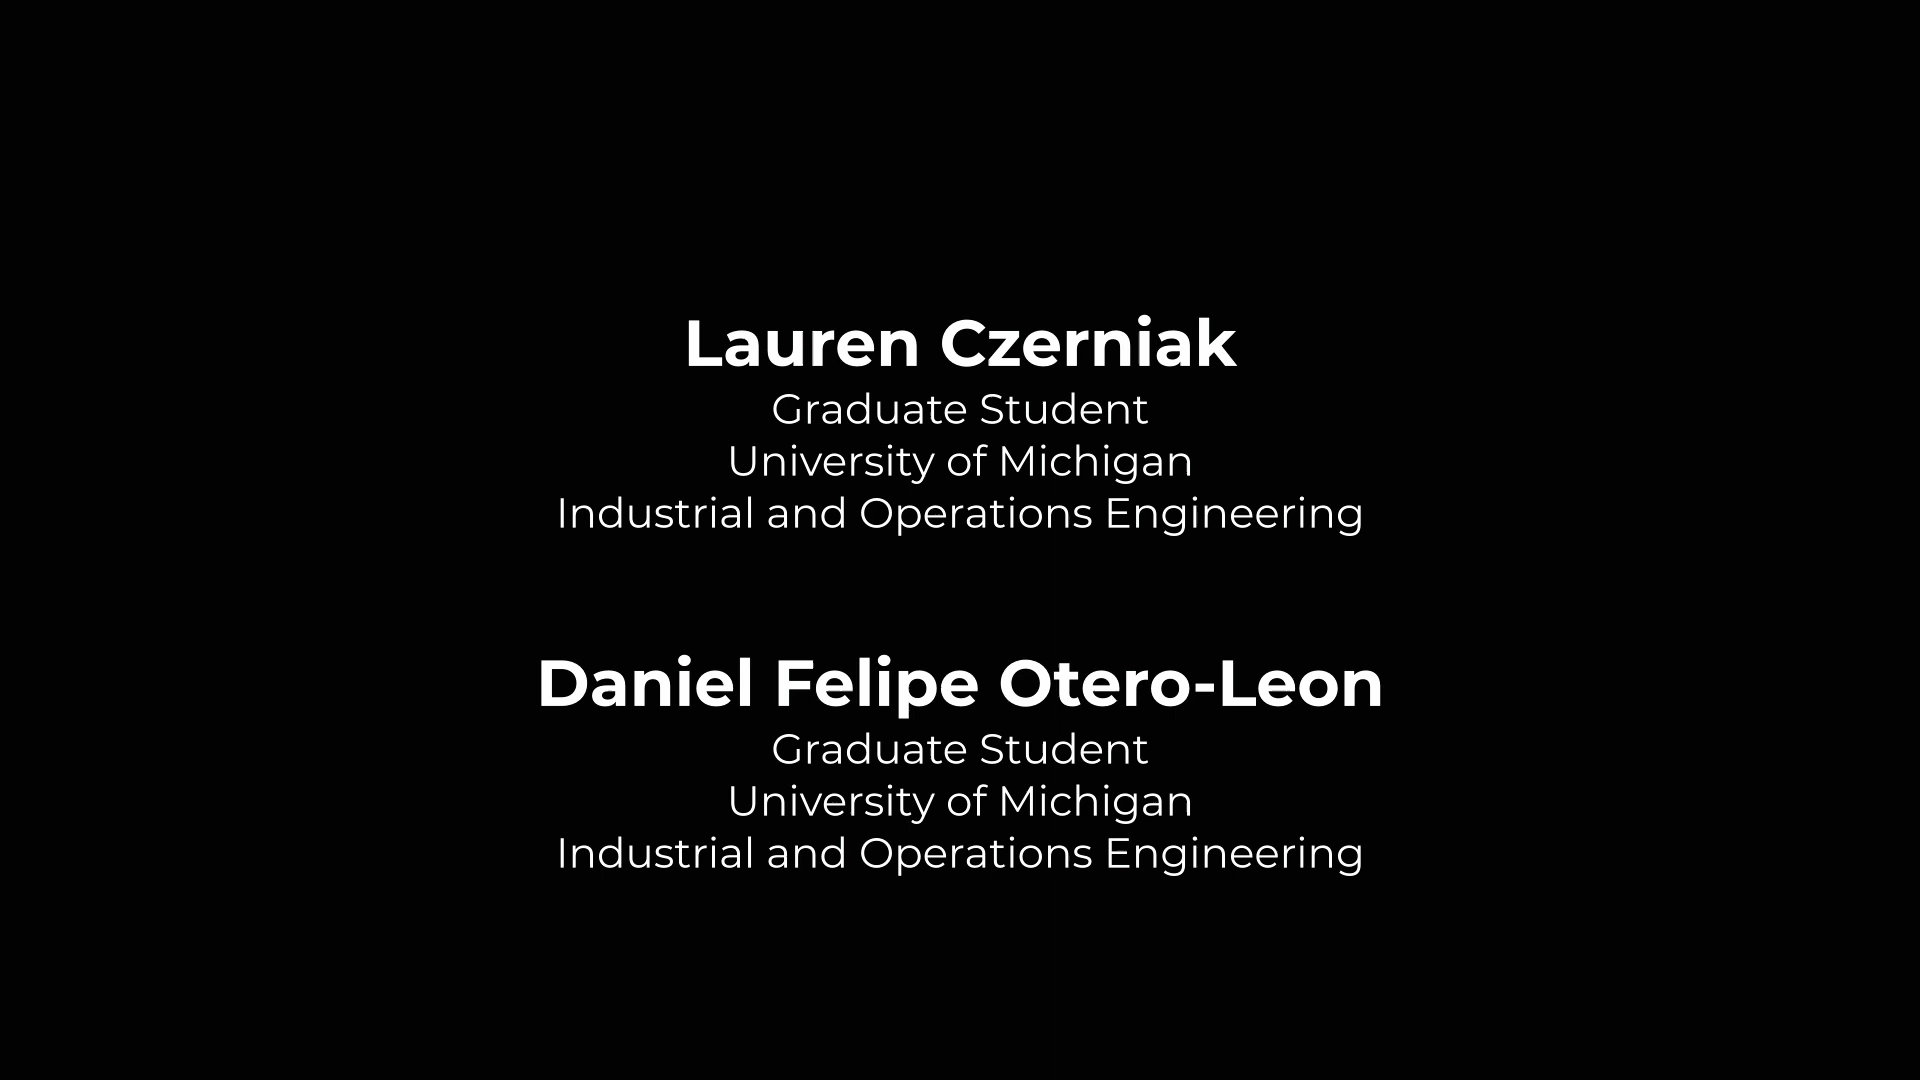 Lauren Czerniak
Graduate Student
University of Michigan
Industrial and Operations Engineering
Daniel Felipe Otero-Leon
Graduate Student
University of Michigan
Industrial and Operations Engineering